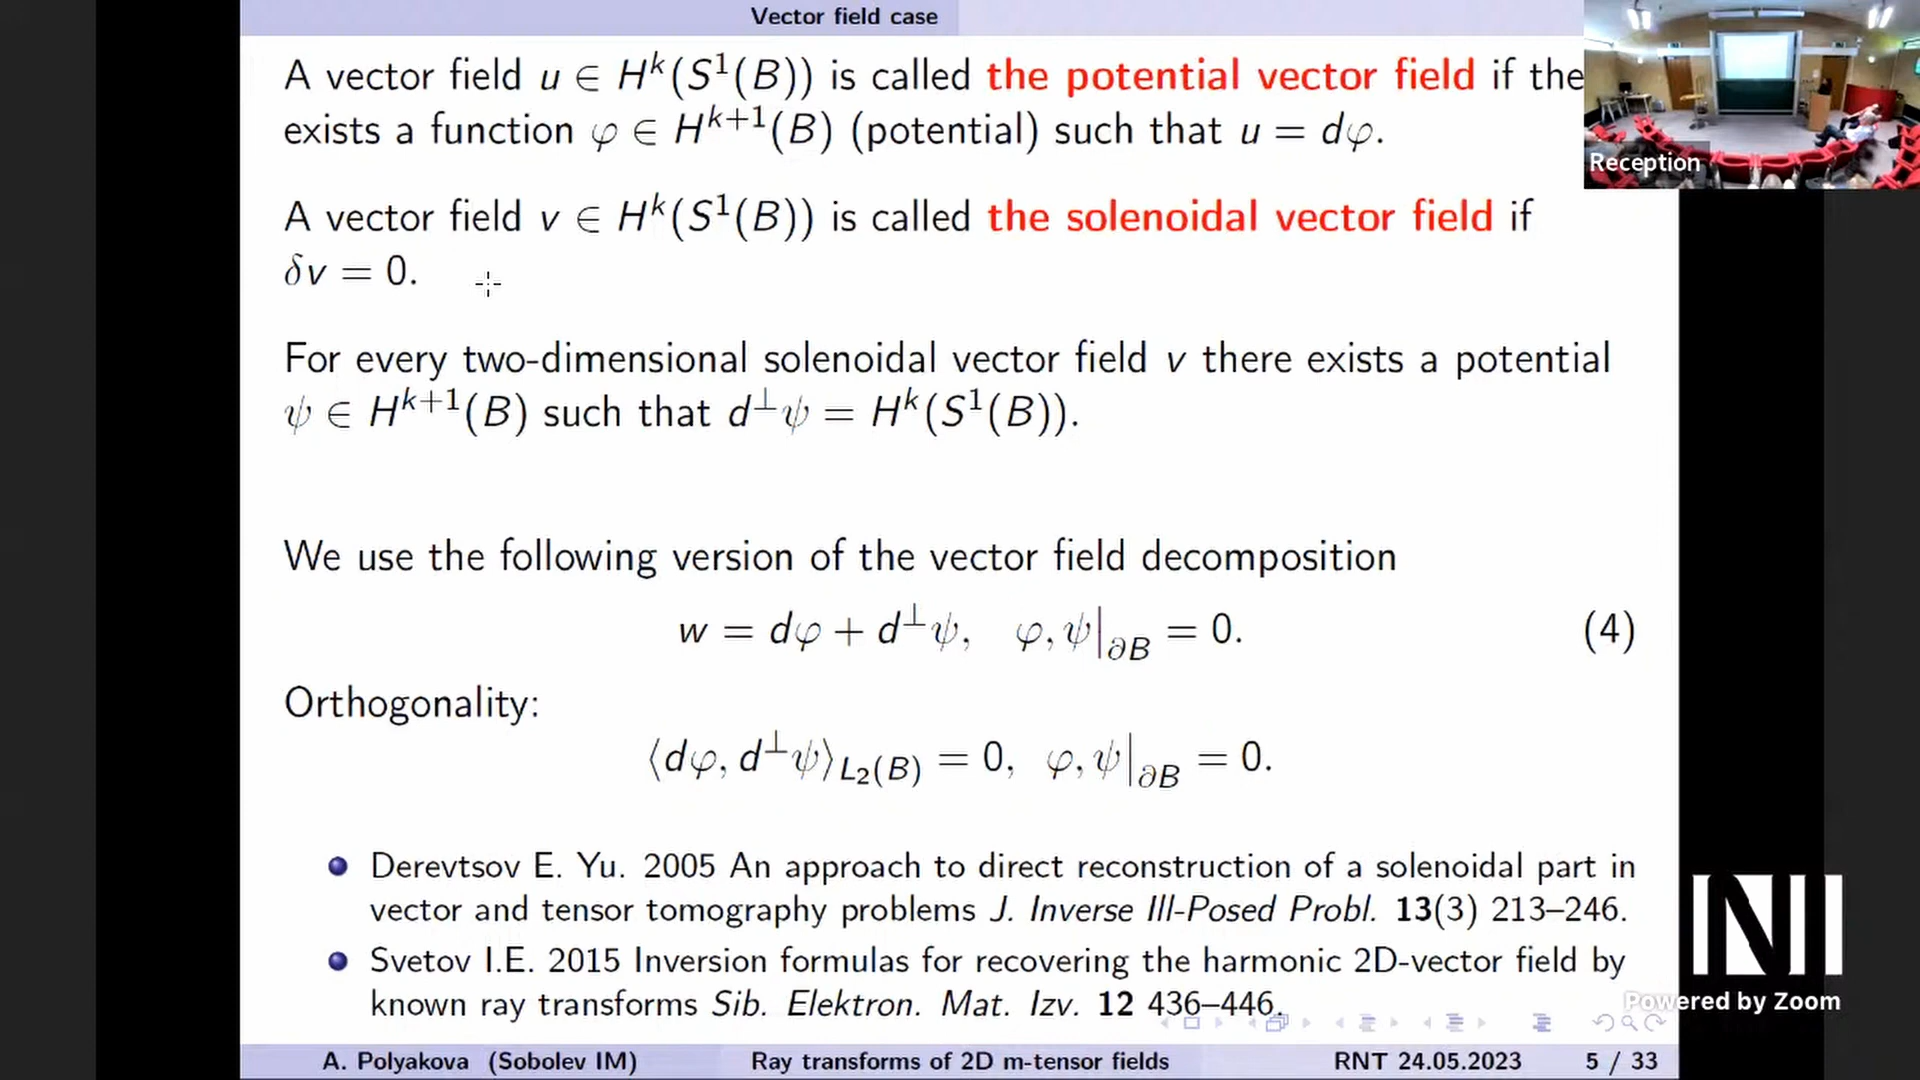 Vector field case
A vector field u ∈ H^k(S^1(B)) is called the potential vector field if the
exists a function φ ∈ H^{k+1}(B) (potential) such that u = dφ.
Reception
A vector field v ∈ H^k(S^1(B)) is called the solenoidal vector field if
δv = 0.
For every two-dimensional solenoidal vector field v there exists a potential
ψ ∈ H^{k+1}(B) such that d^⊥ψ = H^k(S^1(B)).
We use the following version of the vector field decomposition
w = dφ + d^⊥ψ, φ, ψ|_{∂B} = 0. (4)
Orthogonality:
⟨dφ, d^⊥ψ⟩_{L_2(B)} = 0, φ, ψ|_{∂B} = 0.
Derevtsov E. Yu. 2005 An approach to direct reconstruction of a solenoidal part in
vector and tensor tomography problems J. Inverse Ill-Posed Probl. 13(3) 213–246.
Svetov I.E. 2015 Inversion formulas for recovering the harmonic 2D-vector field by
known ray transforms Sib. Elektron. Mat. Izv. 12 436–446.
NI
Powered by Zoom
A. Polyakova (Sobolev IM) Ray transforms of 2D m-tensor fields RNT 24.05.2023 5 / 33